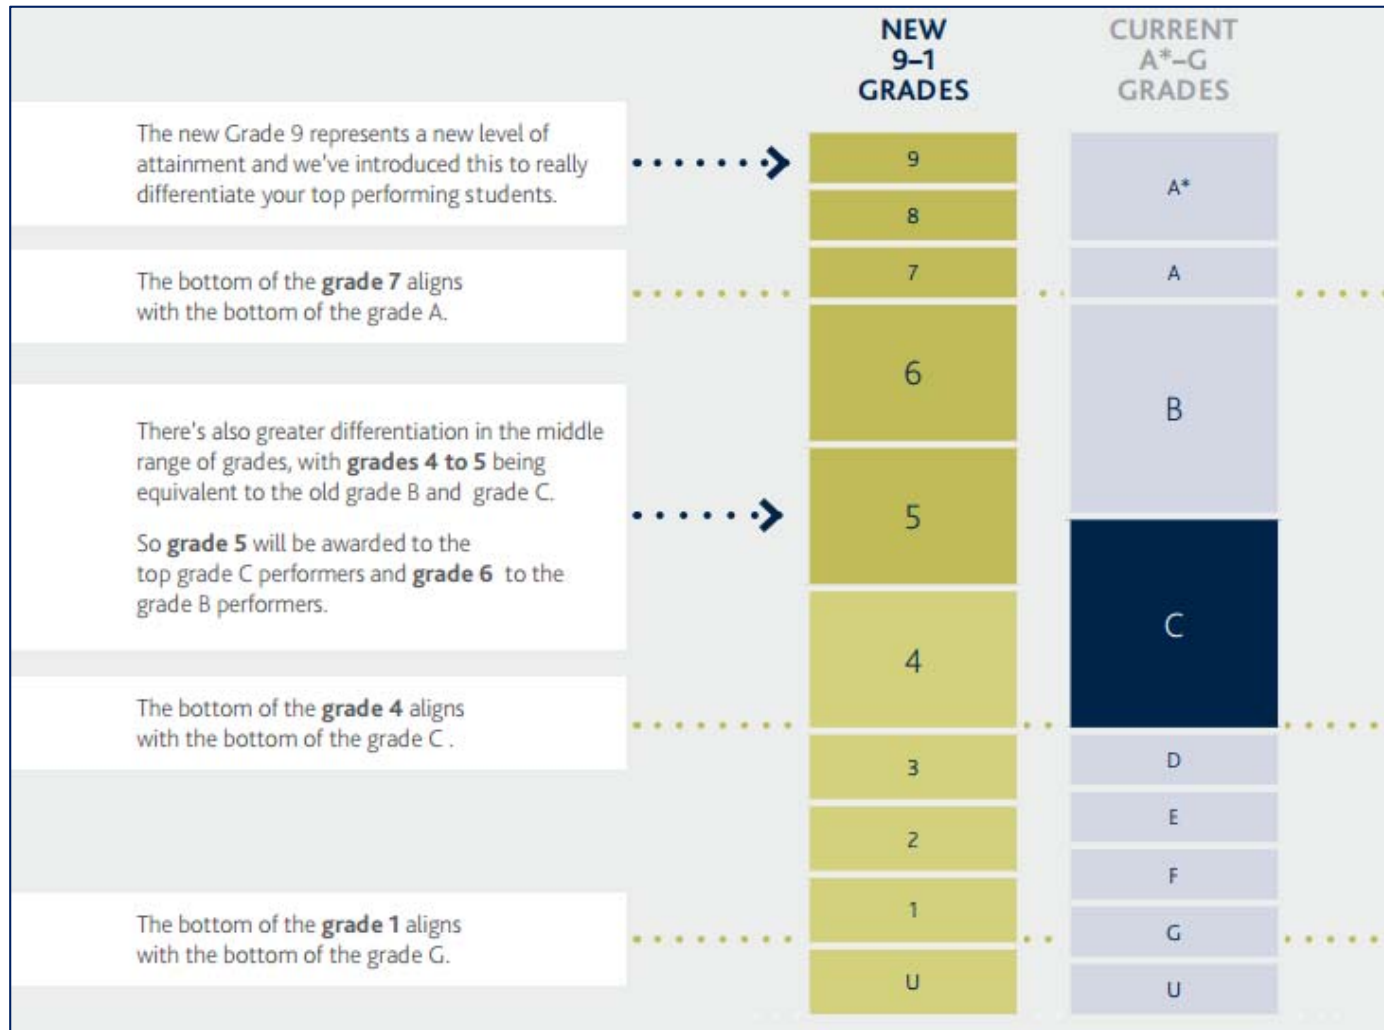 NEW
9–1
GRADES
CURRENT
A*–G
GRADES
The new Grade 9 represents a new level of
attainment and we've introduced this to really
differentiate your top performing students.
The bottom of the grade 7 aligns
with the bottom of the grade A.
There's also greater differentiation in the middle
range of grades, with grades 4 to 5 being
equivalent to the old grade B and grade C.
So grade 5 will be awarded to the
top grade C performers and grade 6 to the
grade B performers.
The bottom of the grade 4 aligns
with the bottom of the grade C .
The bottom of the grade 1 aligns
with the bottom of the grade G.
9
8
7
6
5
4
3
2
1
U
A*
A
B
C
D
E
F
G
U